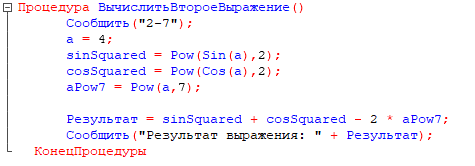 Процедура ВычислитьВтороеВыражение()
Сообщить("2-7");
a = 4;
sinSquared = Pow(Sin(a),2);
cosSquared = Pow(Cos(a),2);
aPow7 = Pow(a,7);
Результат = sinSquared + cosSquared - 2 * aPow7;
Сообщить("Результат выражения: " + Результат);
КонецПроцедуры